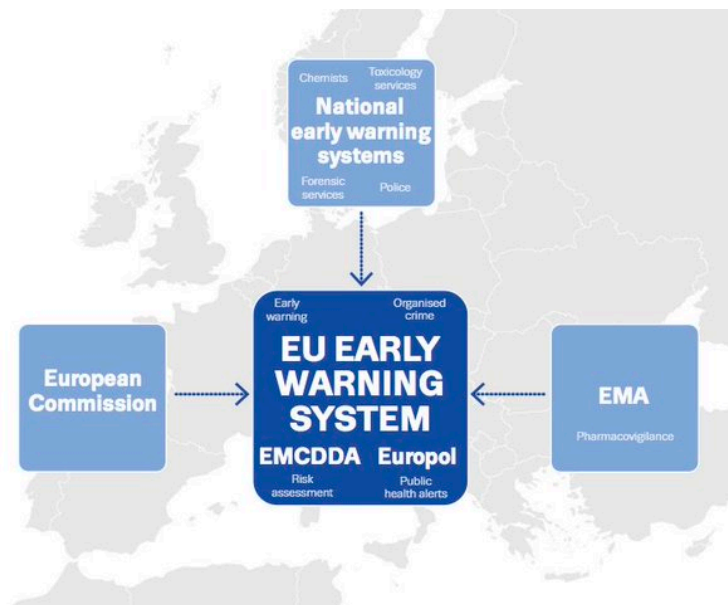 Chemists
Toxicology
services
National
early warning
systems
Forensic
services
Police
Early
warning
Organised
crime
EU EARLY
WARNING
SYSTEM
EMCDDA Europol
Risk
assessment
Public
health alerts
European
Commission
EMA
Pharmacovigilance